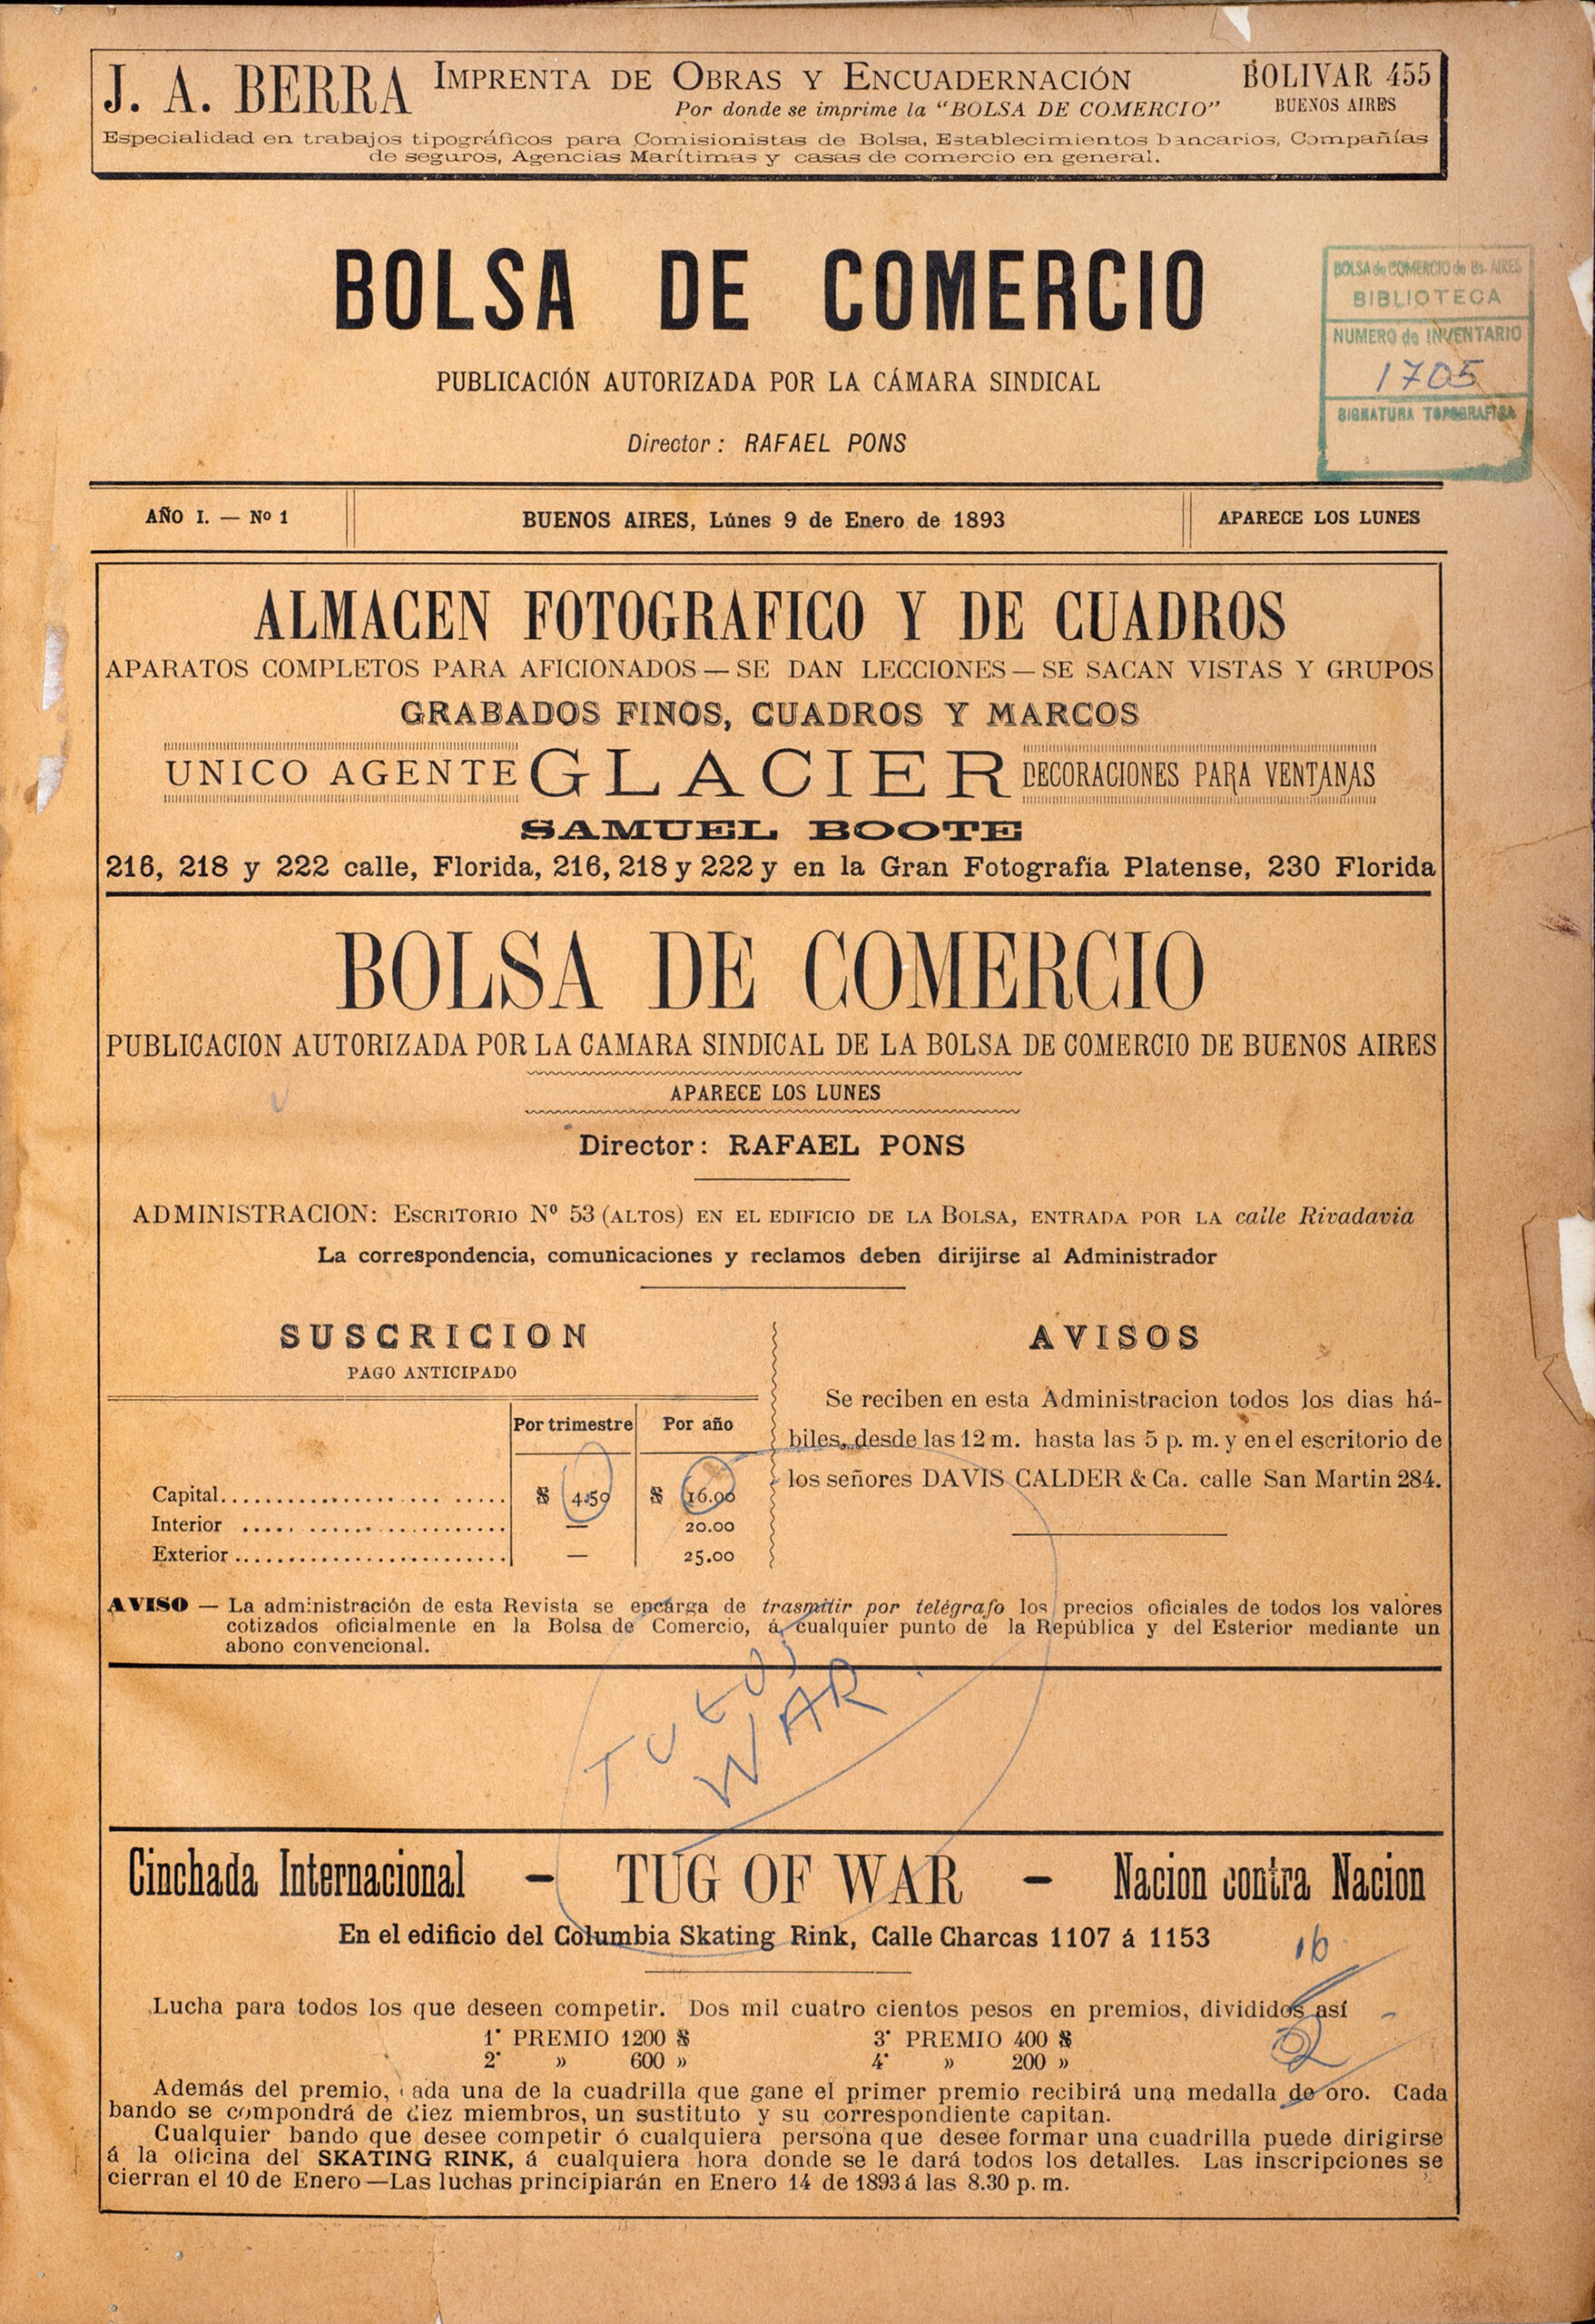 J. A. BERRA IMPRENTA DE OBRAS Y ENCUADERNACIÓN BOLIVAR 455
Por donde se imprime la “BOLSA DE COMERCIO” BUENOS AIRES
Especialidad en trabajos tipográficos para Comisionistas de Bolsa, Establecimientos bancarios, Compañías
de seguros, Agencias Marítimas y casas de comercio en general.
BOLSA DE COMERCIO
PUBLICACIÓN AUTORIZADA POR LA CÁMARA SINDICAL
Director: RAFAEL PONS
BOLSA de COMERCIO de Bs. AIRES
BIBLIOTECA
NUMERO de INVENTARIO
1705
SIGNATURA TOPOGRAFICA
AÑO I. — Nº 1 BUENOS AIRES, Lúnes 9 de Enero de 1893 APARECE LOS LUNES
ALMACEN FOTOGRAFICO Y DE CUADROS
APARATOS COMPLETOS PARA AFICIONADOS — SE DAN LECCIONES — SE SACAN VISTAS Y GRUPOS
GRABADOS FINOS, CUADROS Y MARCOS
UNICO AGENTE GLACIER DECORACIONES PARA VENTANAS
SAMUEL BOOTE
216, 218 y 222 calle, Florida, 216, 218 y 222 y en la Gran Fotografía Platense, 230 Florida
BOLSA DE COMERCIO
PUBLICACION AUTORIZADA POR LA CAMARA SINDICAL DE LA BOLSA DE COMERCIO DE BUENOS AIRES
APARECE LOS LUNES
Director: RAFAEL PONS
ADMINISTRACION: ESCRITORIO Nº 53 (ALTOS) EN EL EDIFICIO DE LA BOLSA, ENTRADA POR LA calle Rivadavia
La correspondencia, comunicaciones y reclamos deben dirijirse al Administrador
SUSCRICION
PAGO ANTICIPADO
Por trimestre Por año
Capital........................ $ 4.50 $ 16.00
Interior ........................ — 20.00
Exterior ........................ — 25.00
AVISOS
Se reciben en esta Administracion todos los dias há-
biles, desde las 12 m. hasta las 5 p. m. y en el escritorio de
los señores DAVIS CALDER & Ca. calle San Martin 284.
AVISO — La administración de esta Revista se encarga de trasmitir por telégrafo los precios oficiales de todos los valores
cotizados oficialmente en la Bolsa de Comercio, á cualquier punto de la República y del Esterior mediante un
abono convencional.
WAR
Cinchada Internacional - TUG OF WAR - Nacion contra Nacion
En el edificio del Columbia Skating Rink, Calle Charcas 1107 á 1153
16
Lucha para todos los que deseen competir. Dos mil cuatro cientos pesos en premios, divididos así
1º PREMIO 1200 $ 3º PREMIO 400 $
2º » 600 » 4º » 200 »
Además del premio, cada una de la cuadrilla que gane el primer premio recibirá una medalla de oro. Cada
bando se compondrá de diez miembros, un sustituto y su correspondiente capitan.
Cualquier bando que desee competir ó cualquiera persona que desee formar una cuadrilla puede dirigirse
á la oficina del SKATING RINK, á cualquiera hora donde se le dará todos los detalles. Las inscripciones se
cierran el 10 de Enero — Las luchas principiarán en Enero 14 de 1893 á las 8.30 p. m.